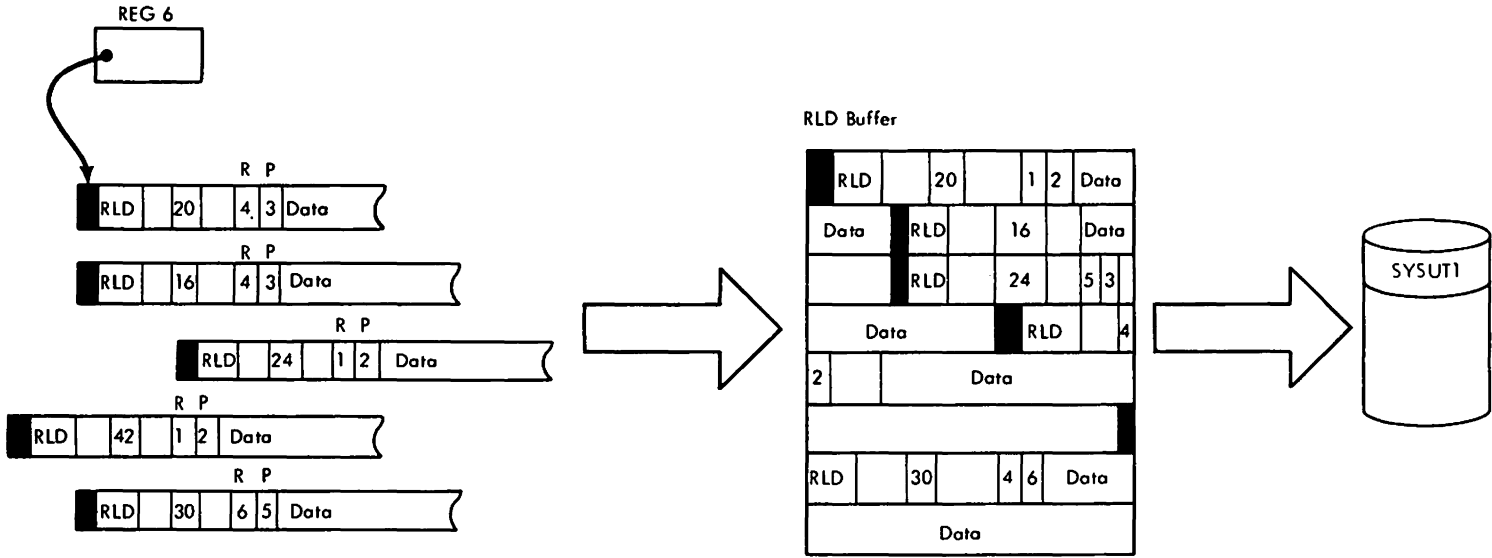 REG 6
R P
RLD 20 4 3 Data
R P
RLD 16 4 3 Data
R P
RLD 24 1 2 Data
R P
RLD 42 1 2 Data
R P
RLD 30 6 5 Data
RLD Buffer
RLD 20 1 2 Data
Data RLD 16 Data
RLD 24 5 3
Data RLD 4
2 Data
RLD 30 4 6 Data
Data
SYSUT1